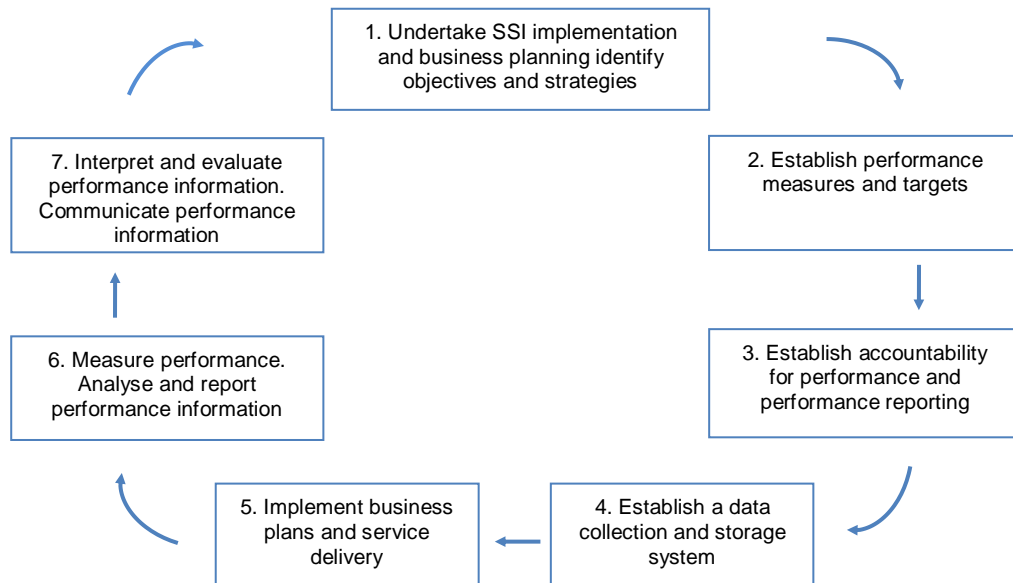 1. Undertake SSI implementation
and business planning identify
objectives and strategies
2. Establish performance
measures and targets
3. Establish accountability
for performance and
performance reporting
4. Establish a data
collection and storage
system
5. Implement business
plans and service
delivery
6. Measure performance.
Analyse and report
performance information
7. Interpret and evaluate
performance information.
Communicate performance
information